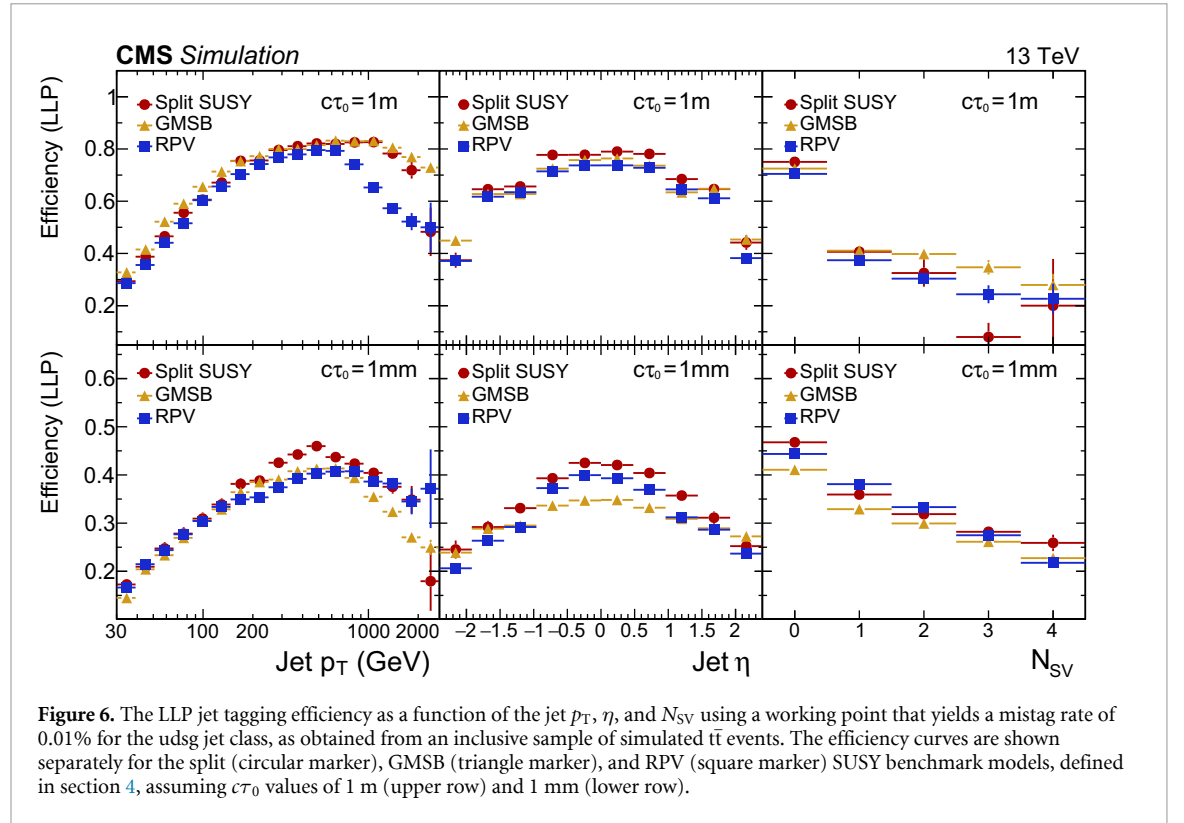 CMS Simulation 13 TeV
Efficiency (LLP)
1
0.8
0.6
0.4
0.2
Split SUSY
GMSB
RPV
cτ₀ = 1m
Split SUSY
GMSB
RPV
cτ₀ = 1m
Split SUSY
GMSB
RPV
cτ₀ = 1m
Efficiency (LLP)
0.6
0.5
0.4
0.3
0.2
Split SUSY
GMSB
RPV
cτ₀ = 1mm
Split SUSY
GMSB
RPV
cτ₀ = 1mm
Split SUSY
GMSB
RPV
cτ₀ = 1mm
30 100 200 1000 2000
Jet p_T (GeV)
−2 −1.5 −1 −0.5 0 0.5 1 1.5 2
Jet η
0 1 2 3 4
N_SV
Figure 6. The LLP jet tagging efficiency as a function of the jet p_T, η, and N_SV using a working point that yields a mistag rate of
0.01% for the udsg jet class, as obtained from an inclusive sample of simulated tt̄ events. The efficiency curves are shown
separately for the split (circular marker), GMSB (triangle marker), and RPV (square marker) SUSY benchmark models, defined
in section 4, assuming cτ₀ values of 1 m (upper row) and 1 mm (lower row).